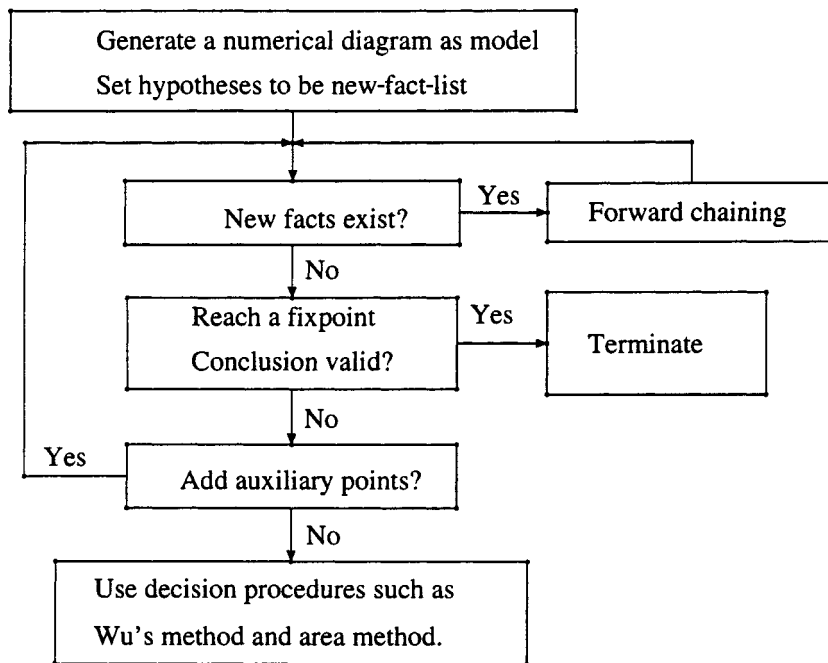 Generate a numerical diagram as model
Set hypotheses to be new-fact-list
New facts exist?
Yes
Forward chaining
No
Reach a fixpoint
Conclusion valid?
Yes
Terminate
No
Yes
Add auxiliary points?
No
Use decision procedures such as
Wu's method and area method.